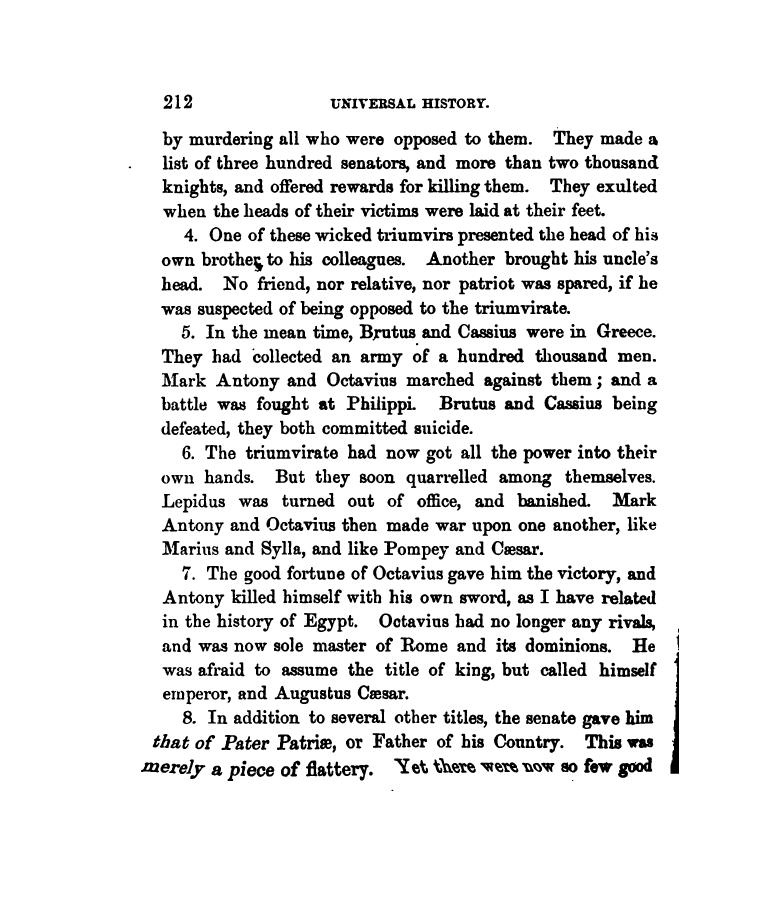 212 UNIVERSAL HISTORY.
by murdering all who were opposed to them. They made a
list of three hundred senators, and more than two thousand
knights, and offered rewards for killing them. They exulted
when the heads of their victims were laid at their feet.
4. One of these wicked triumvirs presented the head of his
own brother, to his colleagues. Another brought his uncle's
head. No friend, nor relative, nor patriot was spared, if he
was suspected of being opposed to the triumvirate.
5. In the mean time, Brutus and Cassius were in Greece.
They had collected an army of a hundred thousand men.
Mark Antony and Octavius marched against them; and a
battle was fought at Philippi. Brutus and Cassius being
defeated, they both committed suicide.
6. The triumvirate had now got all the power into their
own hands. But they soon quarrelled among themselves.
Lepidus was turned out of office, and banished. Mark
Antony and Octavius then made war upon one another, like
Marius and Sylla, and like Pompey and Cæsar.
7. The good fortune of Octavius gave him the victory, and
Antony killed himself with his own sword, as I have related
in the history of Egypt. Octavius had no longer any rivals,
and was now sole master of Rome and its dominions. He
was afraid to assume the title of king, but called himself
emperor, and Augustus Cæsar.
8. In addition to several other titles, the senate gave him
that of Pater Patriæ, or Father of his Country. This was
merely a piece of flattery. Yet there were now so few good